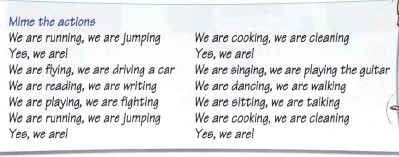 Mime the actions
We are running, we are jumping
Yes, we are!
We are flying, we are driving a car
We are reading, we are writing
We are playing, we are fighting
We are running, we are jumping
Yes, we are!
We are cooking, we are cleaning
Yes, we are!
We are singing, we are playing the guitar
We are dancing, we are walking
We are sitting, we are talking
We are cooking, we are cleaning
Yes, we are!